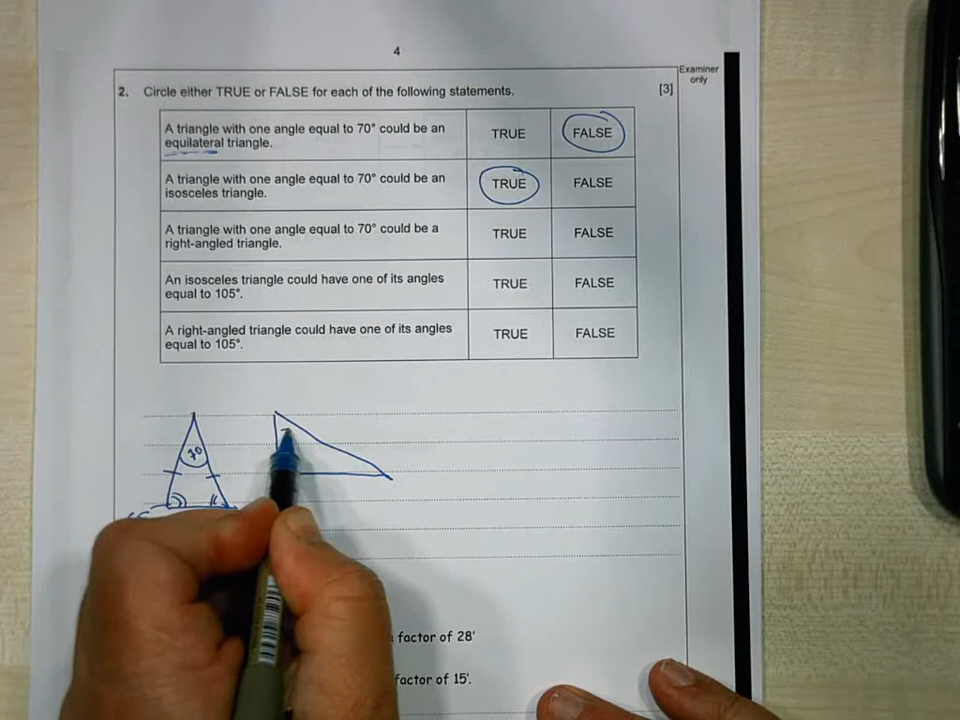 4
Examiner
only
2. Circle either TRUE or FALSE for each of the following statements. [3]
A triangle with one angle equal to 70° could be an
equilateral triangle.
TRUE FALSE
A triangle with one angle equal to 70° could be an
isosceles triangle.
TRUE FALSE
A triangle with one angle equal to 70° could be a
right-angled triangle.
TRUE FALSE
An isosceles triangle could have one of its angles
equal to 105°.
TRUE FALSE
A right-angled triangle could have one of its angles
equal to 105°.
TRUE FALSE
70
factor of 28'
factor of 15'.